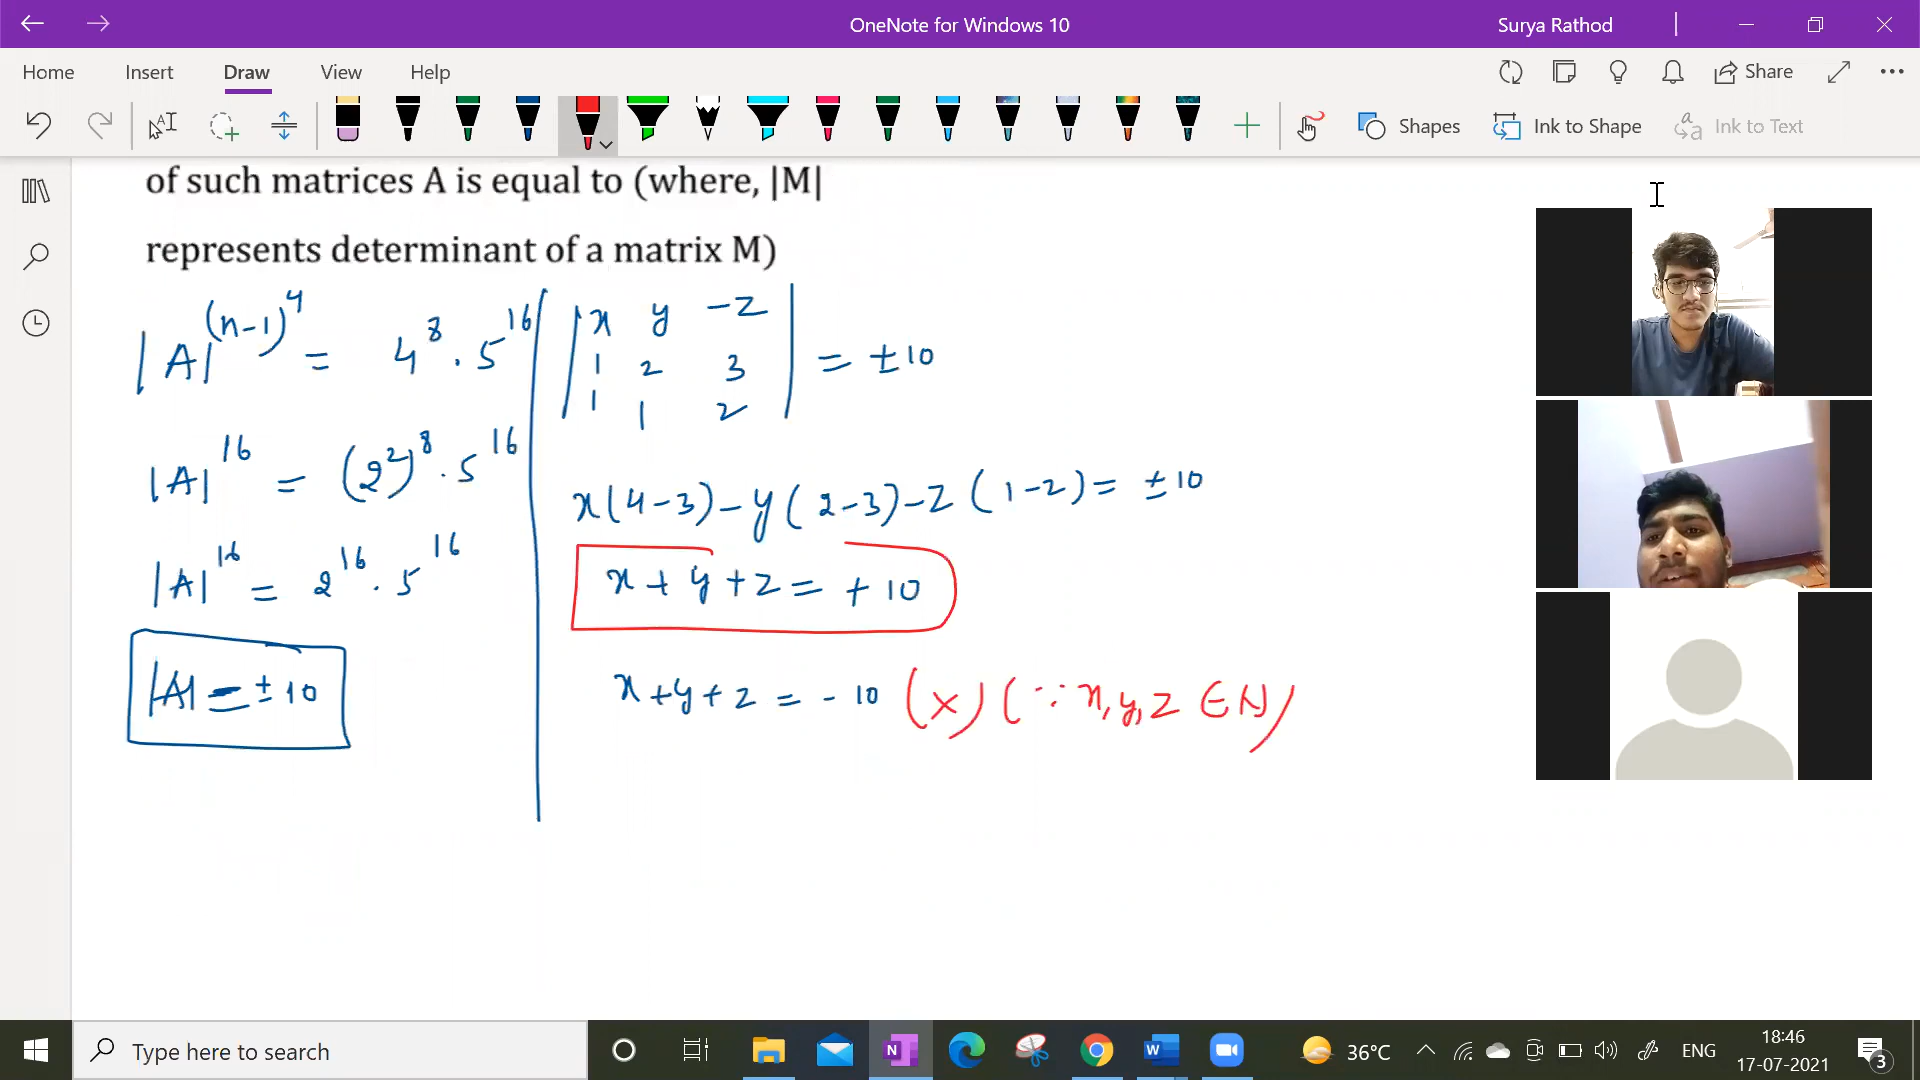 OneNote for Windows 10
Surya Rathod
Home Insert Draw View Help
Share
Shapes Ink to Shape Ink to Text
of such matrices A is equal to (where, |M|
represents determinant of a matrix M)
|A|^(n-1)^4 = 4^8 . 5^16
|A|^16 = (2^2)^8 . 5^16
|A|^16 = 2^16 . 5^16
|A| = ±10
| x y -z |
| 1 2 3 | = ±10
| 1 1 2 |
x(4-3)-y(2-3)-z(1-2) = ±10
x+y+z = +10
x+y+z = -10 (x) (∵ x,y,z ∈ N)
Type here to search
36°C
ENG
18:46
17-07-2021
3